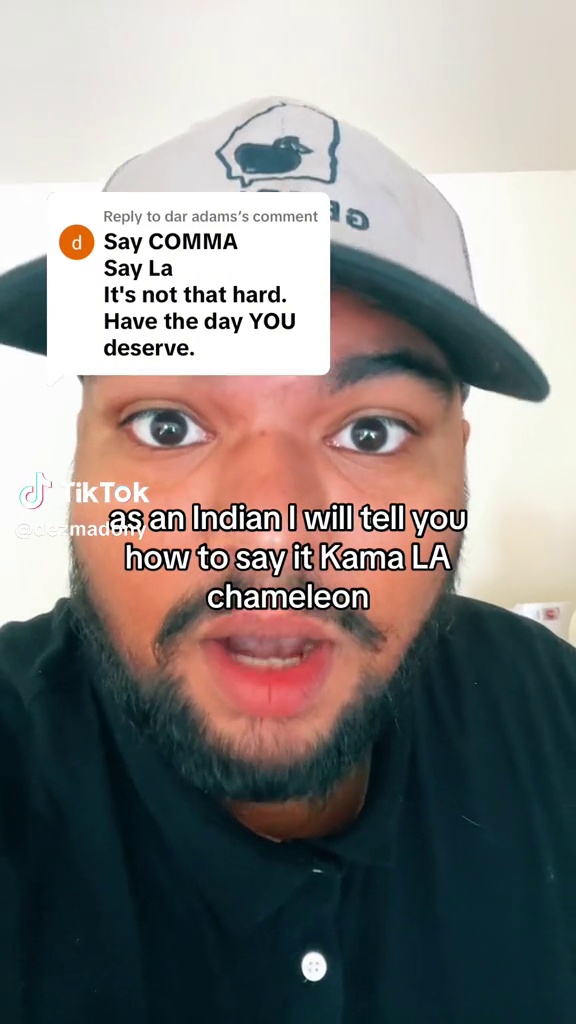 Reply to dar adams's comment
d
Say COMMA
Say La
It's not that hard.
Have the day YOU
deserve.
TikTok
@dezmadony
as an Indian I will tell you
how to say it Kama LA
chameleon